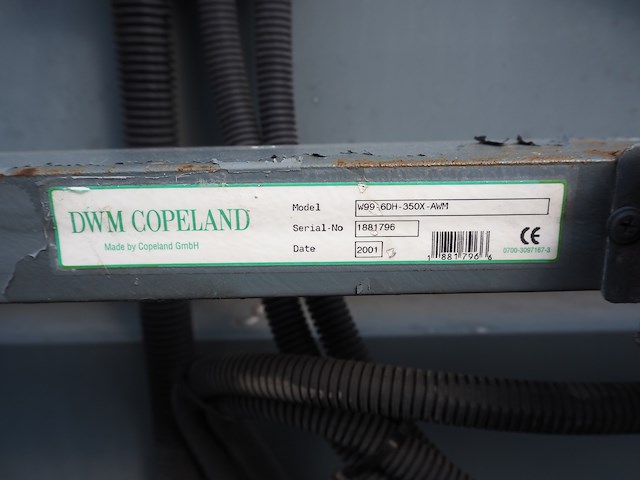 DWM COPELAND
Made by Copeland GmbH
Model W99 6DH-350X-AWM
Serial-No 1881796
Date 2001
1 881796 6
CE
0700-3097167-3